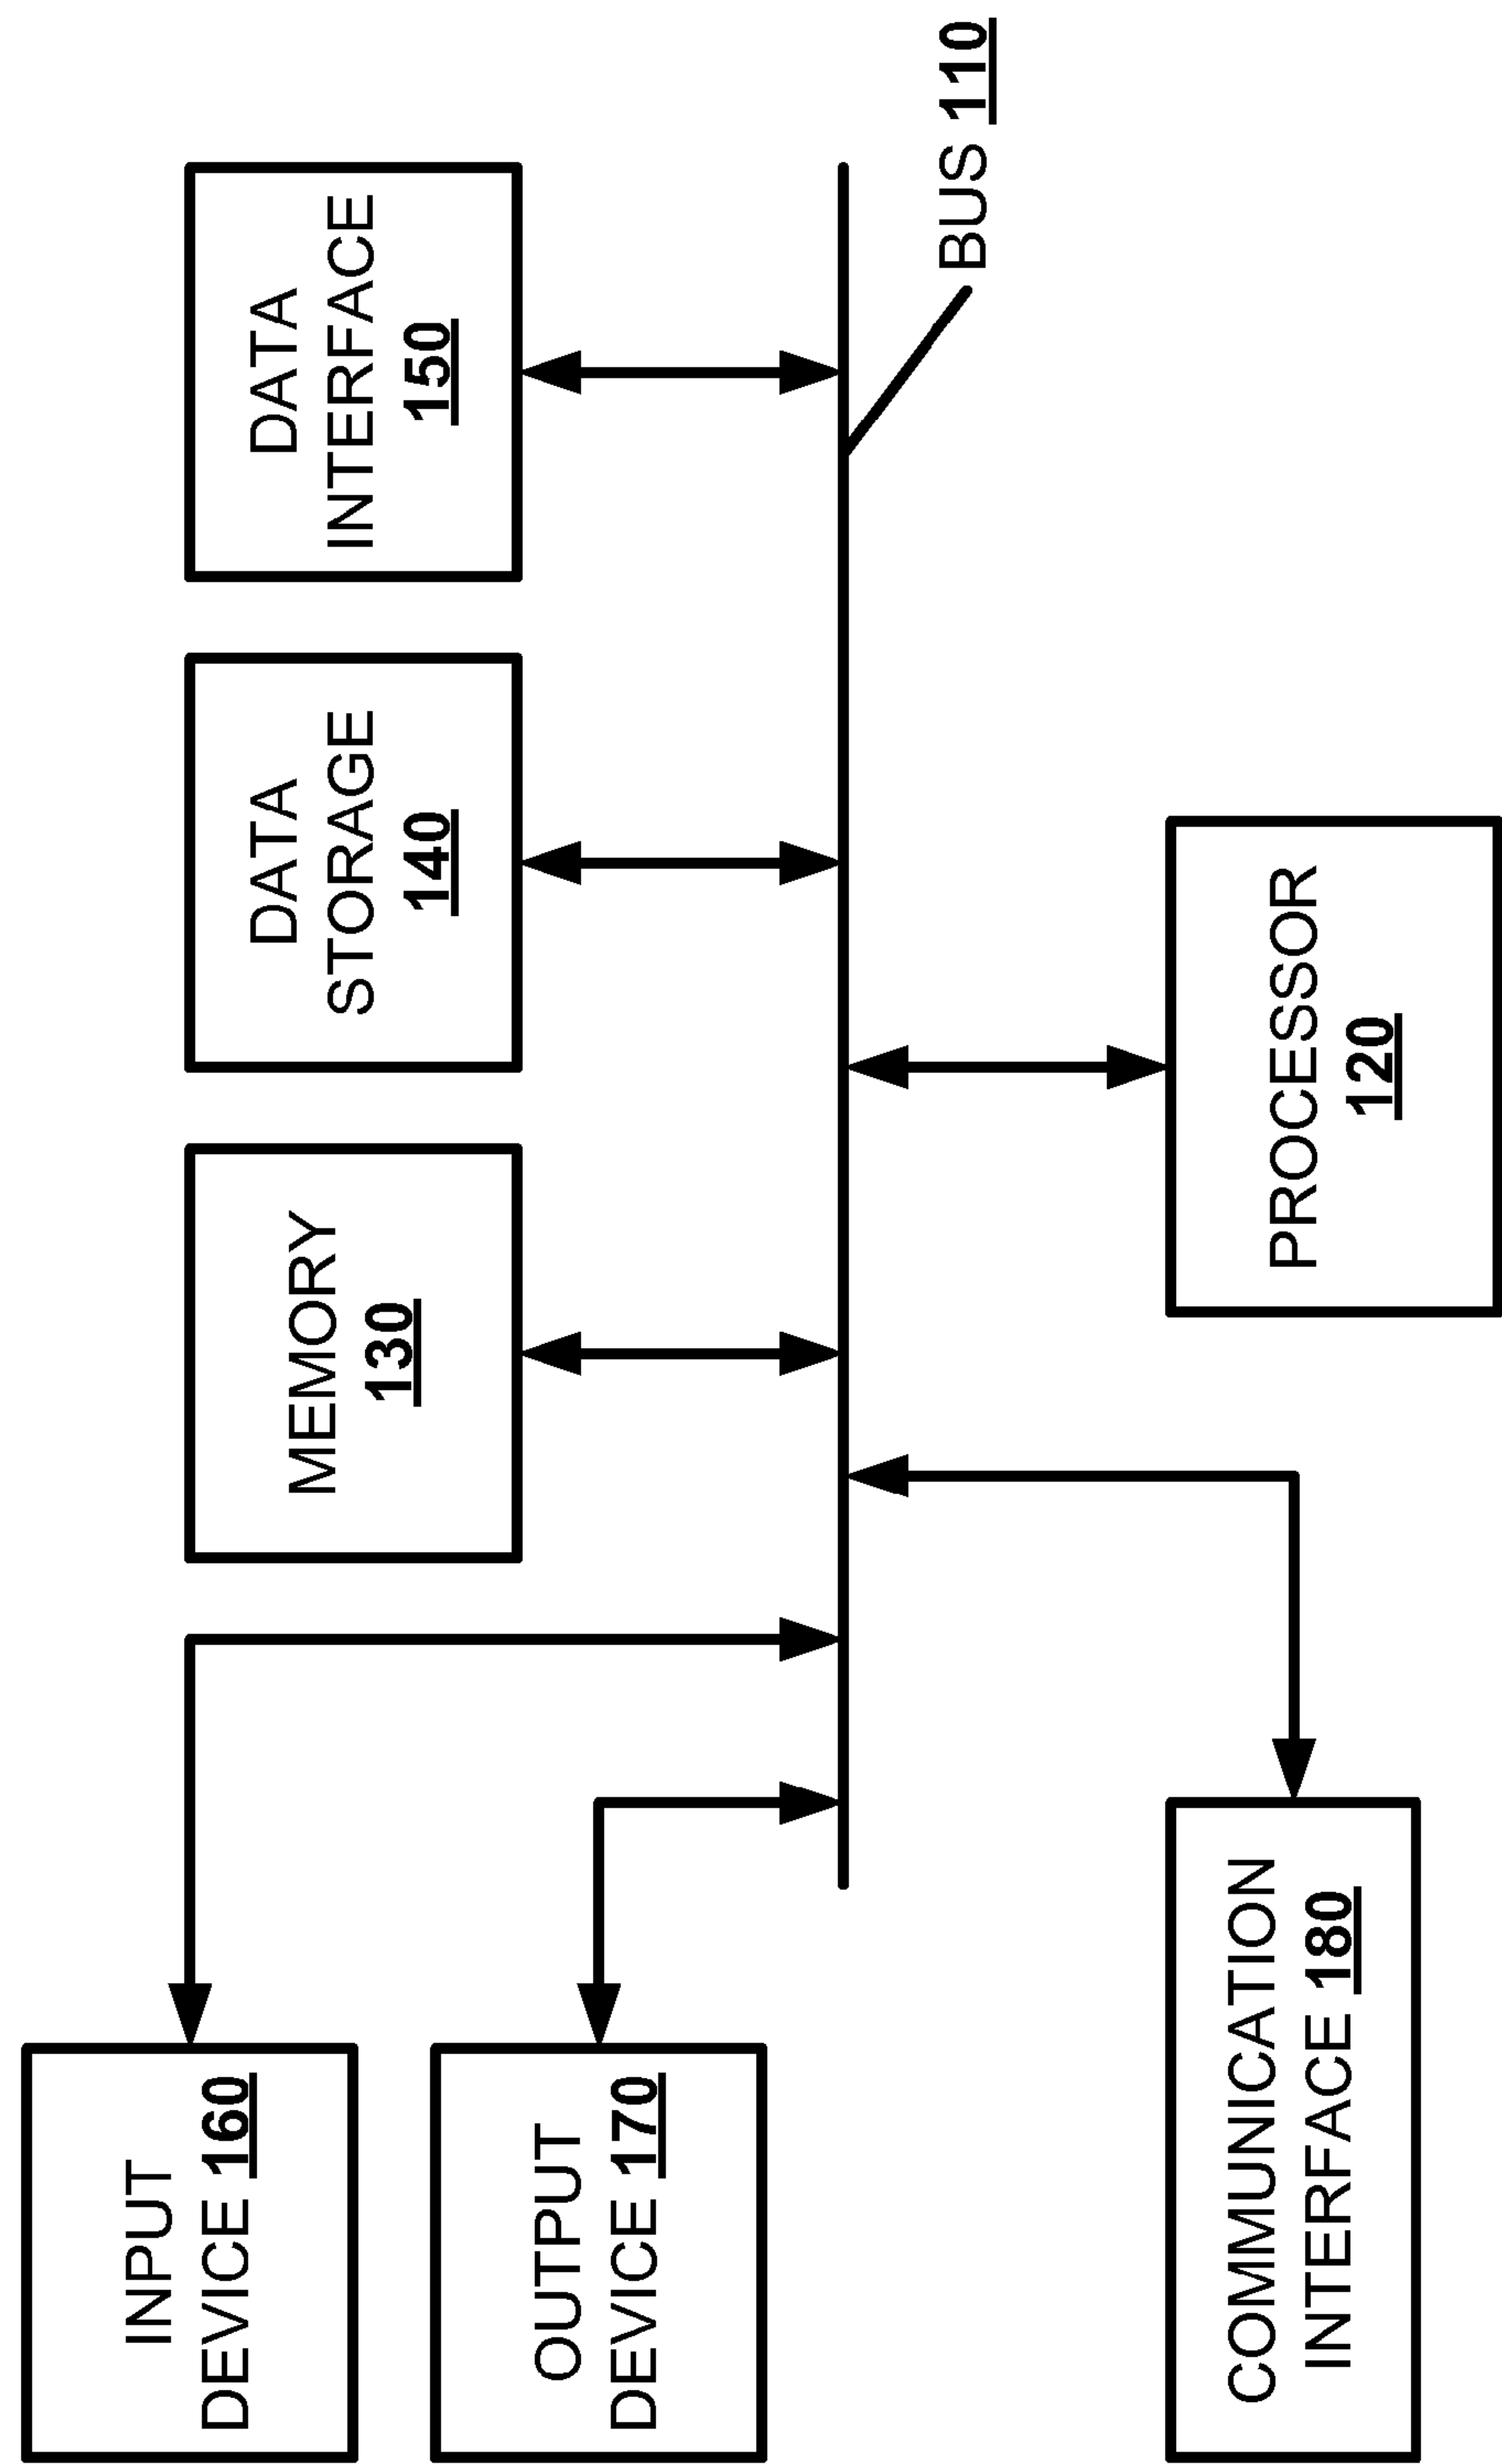 INPUT
DEVICE 160
MEMORY
130
DATA
STORAGE
140
DATA
INTERFACE
150
OUTPUT
DEVICE 170
BUS 110
COMMUNICATION
INTERFACE 180
PROCESSOR
120